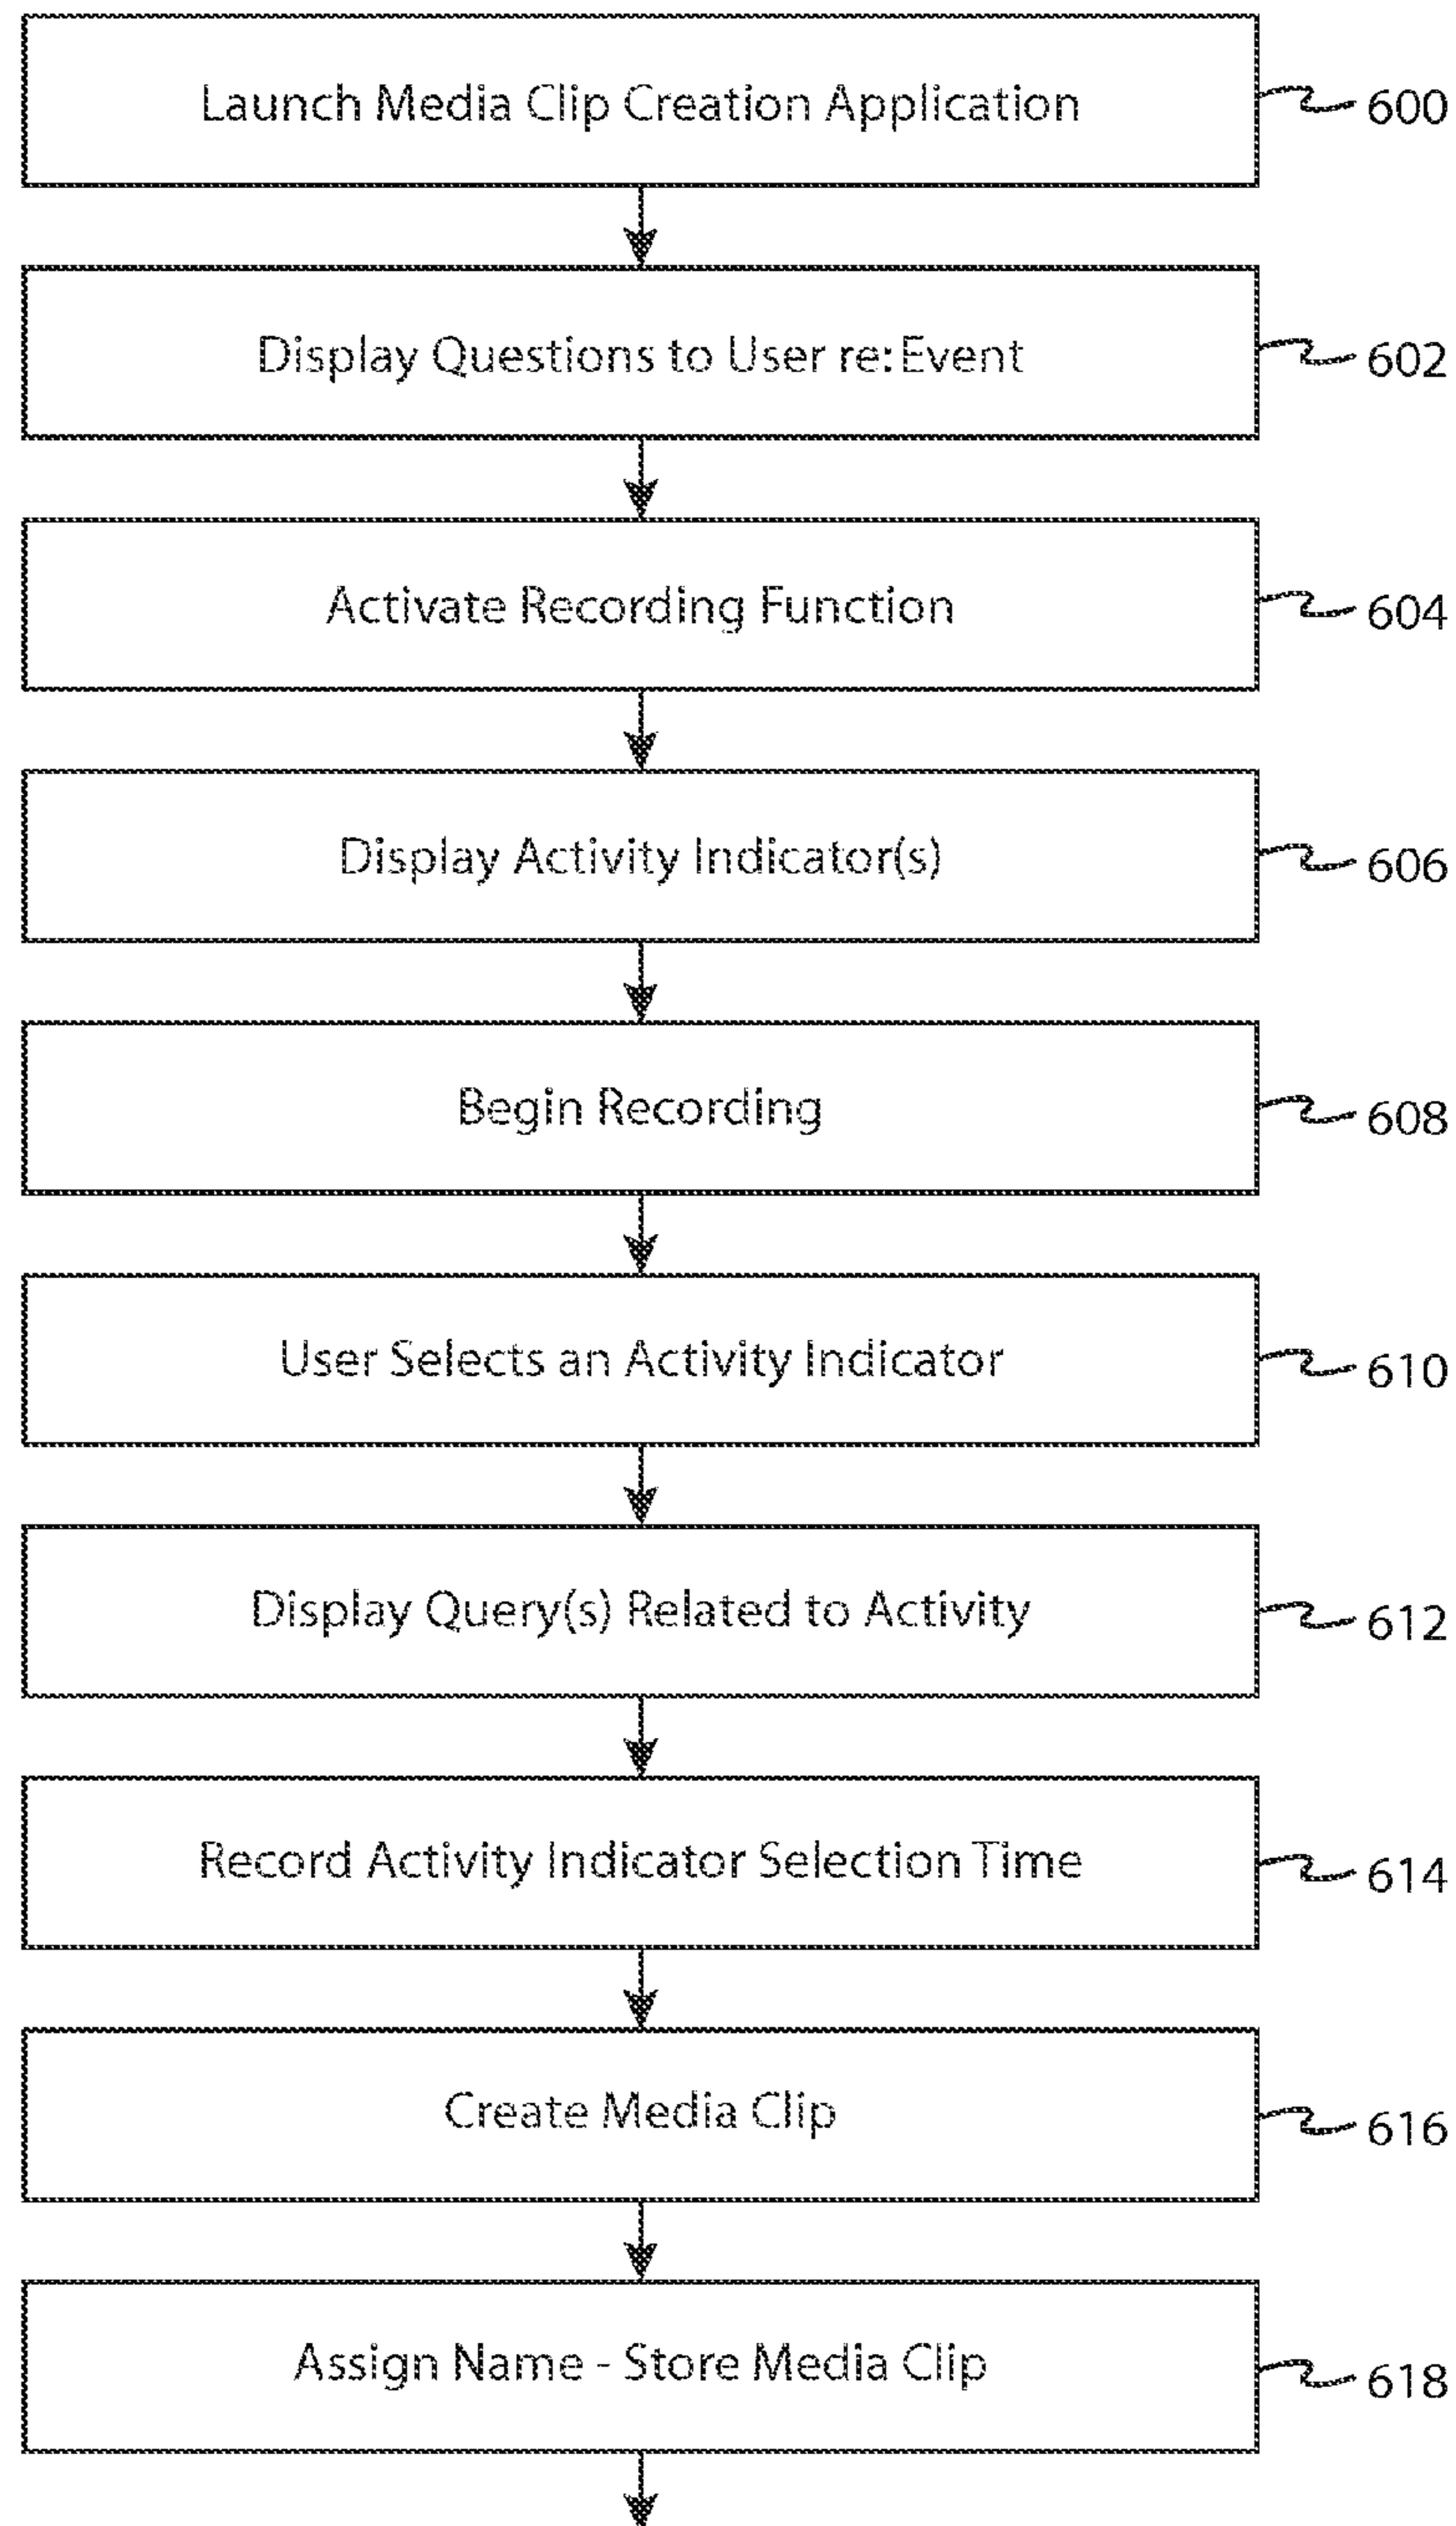 Launch Media Clip Creation Application 600
Display Questions to User re: Event 602
Activate Recording Function 604
Display Activity Indicator(s) 606
Begin Recording 608
User Selects an Activity Indicator 610
Display Query(s) Related to Activity 612
Record Activity Indicator Selection Time 614
Create Media Clip 616
Assign Name - Store Media Clip 618